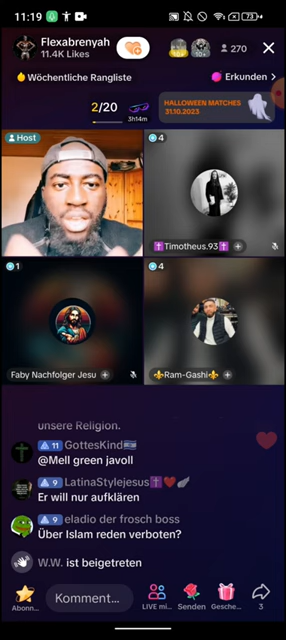 11:19
73
Flexabrenyah
11.4K Likes
270
Wöchentliche Rangliste
Erkunden
2/20
3h14m
HALLOWEEN MATCHES
31.10.2023
Host
4
Timotheus.93
1
4
Faby Nachfolger Jesu
Ram-Gashi
unsere Religion.
11 GottesKind
@Mell green javoll
9 LatinaStylejesus
Er will nur aufklären
9 eladio der frosch boss
Über Islam reden verboten?
W.W. ist beigetreten
Komment...
Abonn...
LIVE mi...
Senden
Gesche...
3